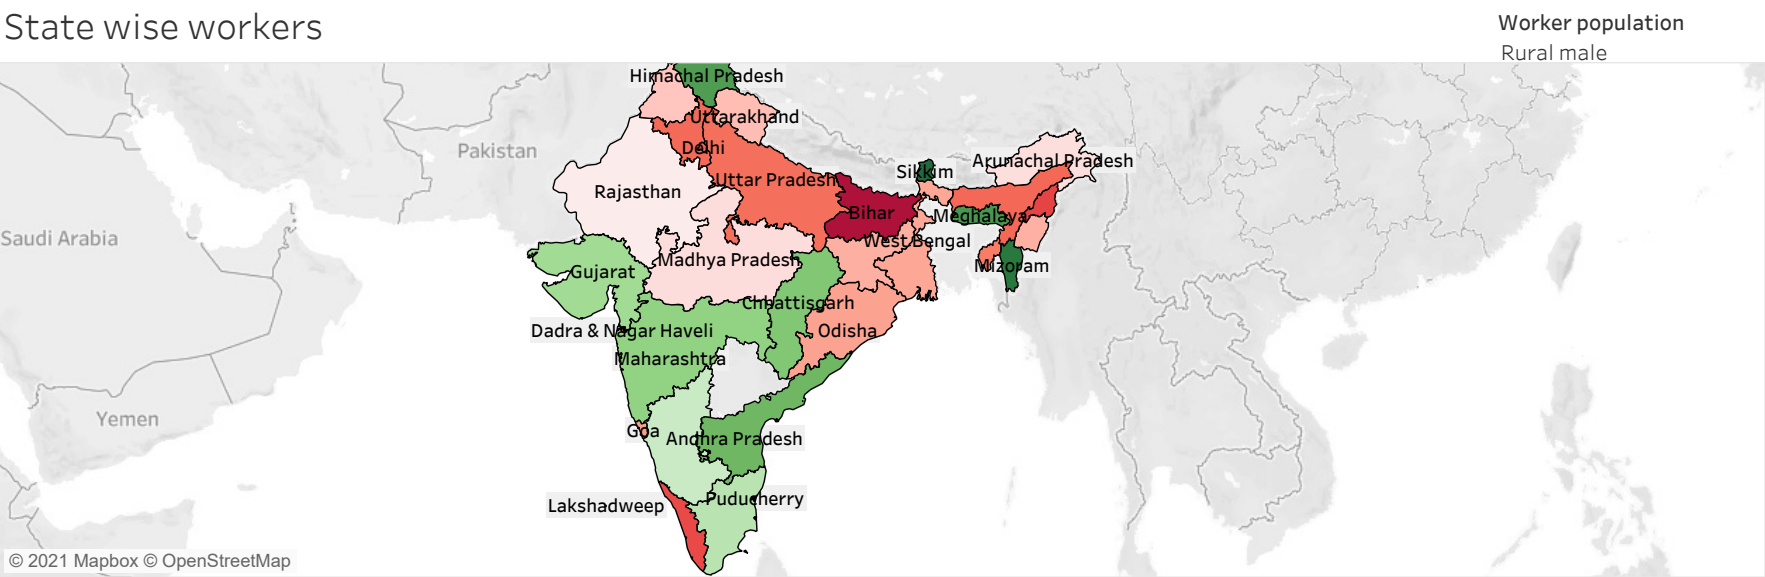 State wise workers
Worker population
Rural male
Himachal Pradesh
Uttarakhand
Delhi
Pakistan
Arunachal Pradesh
Sikkim
Uttar Pradesh
Rajasthan
Bihar
Meghalaya
Saudi Arabia
West Bengal
Madhya Pradesh
Mizoram
Gujarat
Chhattisgarh
Dadra & Nagar Haveli
Odisha
Maharashtra
Yemen
Goa
Andhra Pradesh
Puducherry
Lakshadweep
© 2021 Mapbox © OpenStreetMap